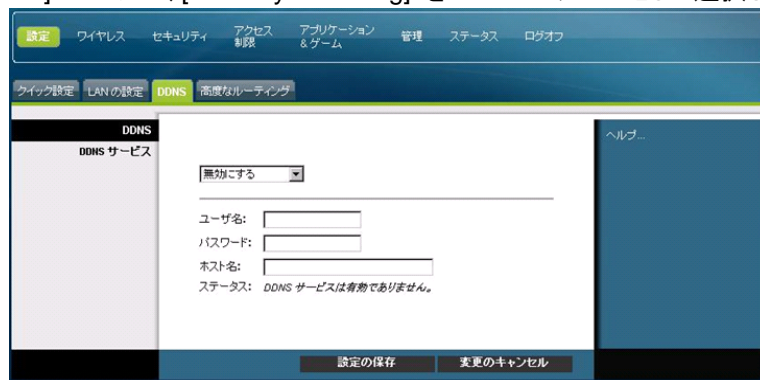 設定 ワイヤレス セキュリティ アクセス制限 アプリケーション&ゲーム 管理 ステータス ログオフ
クイック設定 LANの設定 DDNS 高度なルーティング
DDNS
DDNS サービス
ヘルプ...
無効にする
ユーザ名:
パスワード:
ホスト名:
ステータス: DDNS サービスは有効でありません。
設定の保存 変更のキャンセル